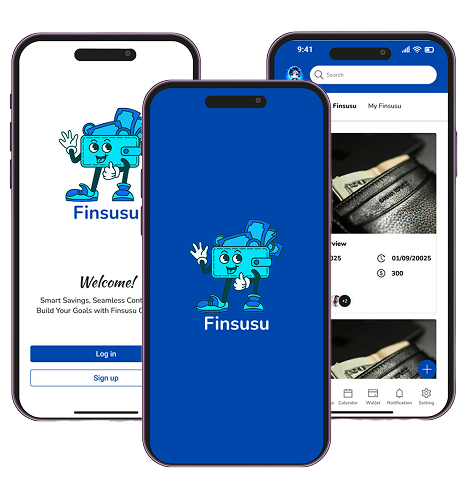 Finsusu
Welcome!
Smart Savings, Seamless Cont
Build Your Goals with Finsusu C
Log in
Sign up
Finsusu
9:41
Search
Finsusu
My Finsusu
rview
025
01/09/20025
300
+2
Calendar
Wallet
Notification
Setting